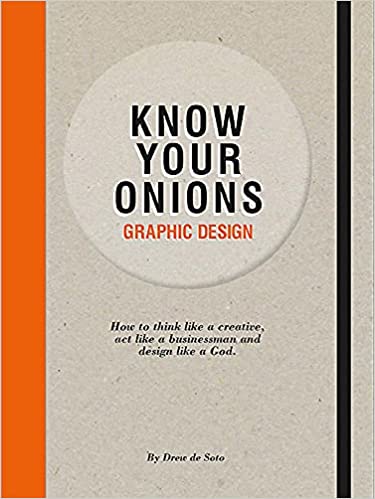 KNOW
YOUR
ONIONS
GRAPHIC DESIGN
How to think like a creative,
act like a businessman and
design like a God.
By Drew de Soto